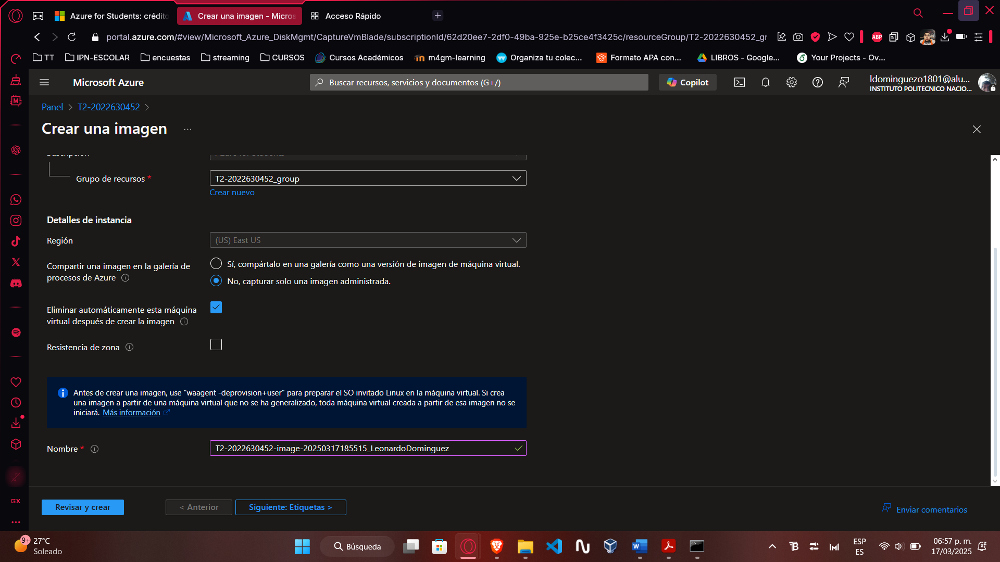 Azure for Students: crédito
Crear una imagen - Micros
Acceso Rápido
portal.azure.com/#view/Microsoft_Azure_DiskMgmt/CaptureVmBlade/subscriptionId/62d20ee7-2df0-49ba-925e-b25ce4f3425c/resourceGroup/T2-2022630452_gr
ABP
TT
IPN-ESCOLAR
encuestas
streaming
CURSOS
Cursos Académicos
m4gm-learning
Organiza tu colec...
Formato APA con...
LIBROS - Google...
Your Projects - Ov...
Microsoft Azure
Buscar recursos, servicios y documentos (G+/)
Copilot
ldominguezo1801@alu...
INSTITUTO POLITECNICO NACIO...
Panel > T2-2022630452 >
Crear una imagen ...
Grupo de recursos *
T2-2022630452_group
Crear nuevo
Detalles de instancia
Región
(US) East US
Compartir una imagen en la galería de
procesos de Azure
Sí, compártalo en una galería como una versión de imagen de máquina virtual.
No, capturar solo una imagen administrada.
Eliminar automáticamente esta máquina
virtual después de crear la imagen
Resistencia de zona
Antes de crear una imagen, use "waagent -deprovision+user" para preparar el SO invitado Linux en la máquina virtual. Si crea
una imagen a partir de una máquina virtual que no se ha generalizado, toda máquina virtual creada a partir de esa imagen no se
iniciará. Más información
Nombre *
T2-2022630452-image-20250317185515_LeonardoDominguez
GX
Revisar y crear
< Anterior
Siguiente: Etiquetas >
Enviar comentarios
9+
27°C
Soleado
Búsqueda
ESP
ES
06:57 p. m.
17/03/2025